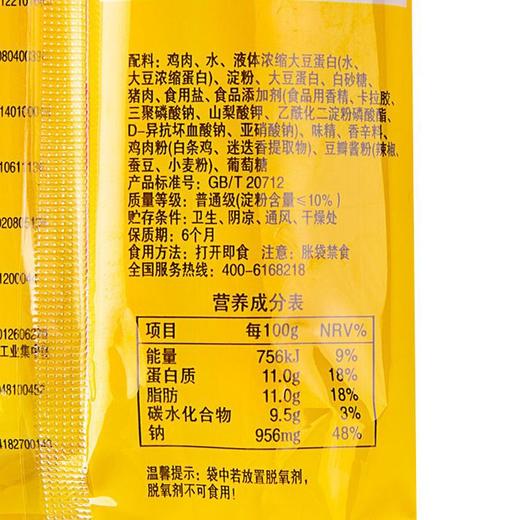 配料：鸡肉、水、液体浓缩大豆蛋白(水、
大豆浓缩蛋白)、淀粉、大豆蛋白、白砂糖、
猪肉、食用盐、食品添加剂(食品用香精、卡拉胶、
三聚磷酸钠、山梨酸钾、乙酰化二淀粉磷酸酯、
D-异抗坏血酸钠、亚硝酸钠)、味精、香辛料、
鸡肉粉(白条鸡、迷迭香提取物)、豆瓣酱粉(辣椒、
蚕豆、小麦粉)、葡萄糖
产品标准号：GB/T 20712
质量等级：普通级(淀粉含量≤10%)
贮存条件：卫生、阴凉、通风、干燥处
保质期：6个月
食用方法：打开即食 注意：胀袋禁食
全国服务热线：400-6168218
营养成分表
项目 每100g NRV%
能量 756kJ 9%
蛋白质 11.0g 18%
脂肪 11.0g 18%
碳水化合物 9.5g 3%
钠 956mg 48%
温馨提示：袋中若放置脱氧剂，
脱氧剂不可食用！
工业集中